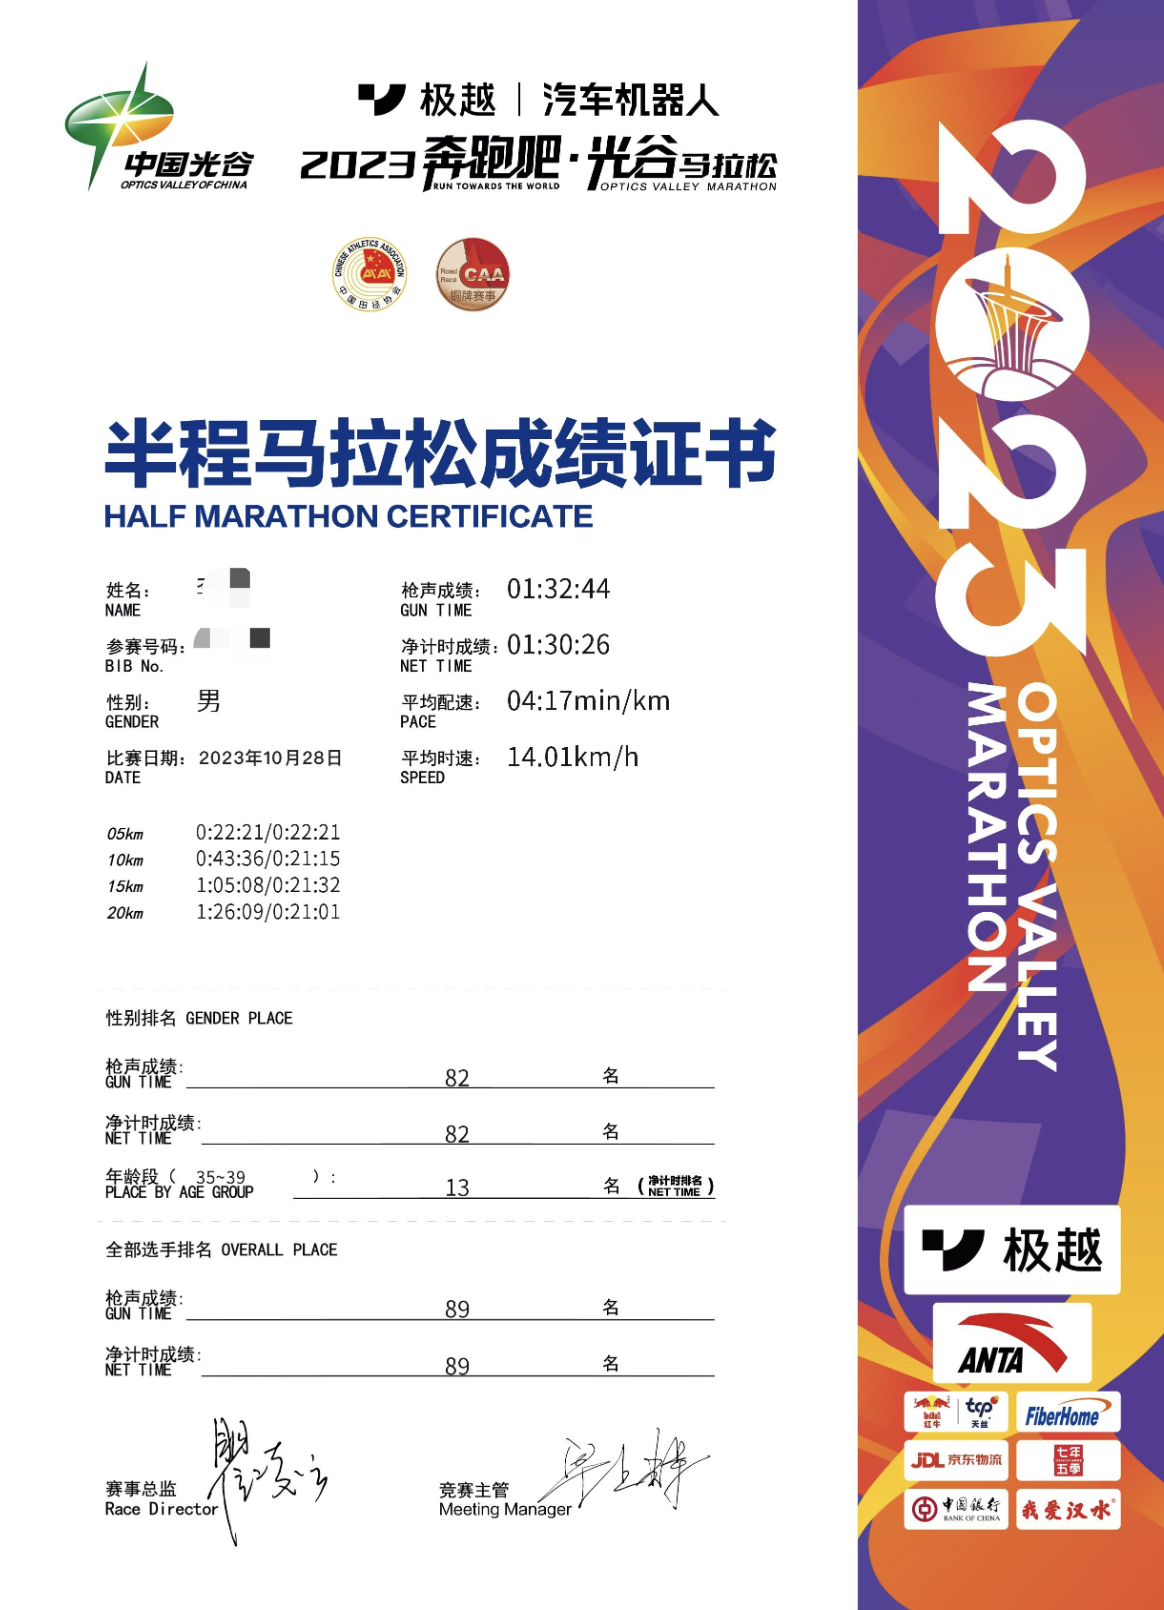 中国光谷
OPTICS VALLEY OF CHINA
极越 | 汽车机器人
2023奔跑吧·光谷马拉松
RUN TOWARDS THE WORLD OPTICS VALLEY MARATHON
CHINESE ATHLETICS ASSOCIATION
中国田径协会
Road Race CAA
铜牌赛事
半程马拉松成绩证书
HALF MARATHON CERTIFICATE
姓名:
NAME
枪声成绩: 01:32:44
GUN TIME
参赛号码:
BIB No.
净计时成绩: 01:30:26
NET TIME
性别: 男
GENDER
平均配速: 04:17min/km
PACE
比赛日期: 2023年10月28日
DATE
平均时速: 14.01km/h
SPEED
05km 0:22:21/0:22:21
10km 0:43:36/0:21:15
15km 1:05:08/0:21:32
20km 1:26:09/0:21:01
性别排名 GENDER PLACE
枪声成绩: 82 名
GUN TIME
净计时成绩: 82 名
NET TIME
年龄段( 35~39 ): 13 名 (净计时排名)
PLACE BY AGE GROUP NET TIME
全部选手排名 OVERALL PLACE
枪声成绩: 89 名
GUN TIME
净计时成绩: 89 名
NET TIME
赛事总监
Race Director
竞赛主管
Meeting Manager
2023
OPTICS VALLEY
MARATHON
极越
ANTA
RedBull
红牛
tcp
天丝
FiberHome
JDL 京东物流
七年
五季
中国银行
BANK OF CHINA
我爱汉水